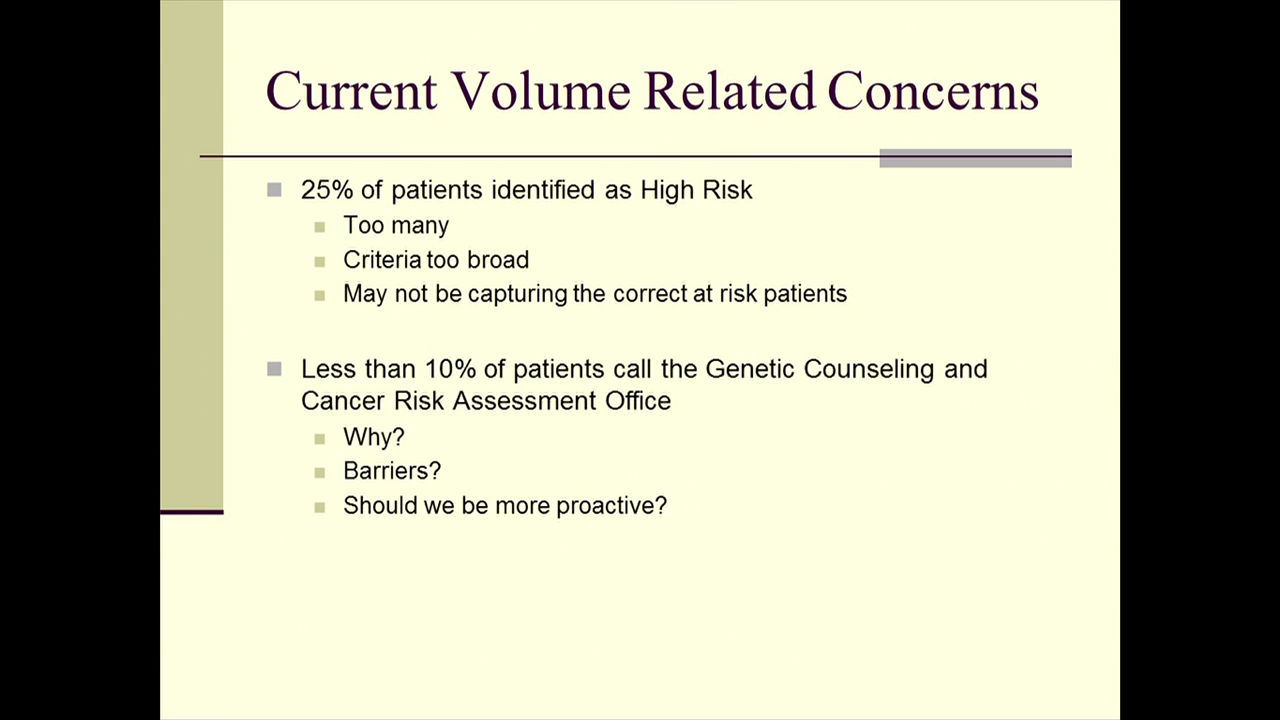 Current Volume Related Concerns
25% of patients identified as High Risk
Too many
Criteria too broad
May not be capturing the correct at risk patients
Less than 10% of patients call the Genetic Counseling and
Cancer Risk Assessment Office
Why?
Barriers?
Should we be more proactive?